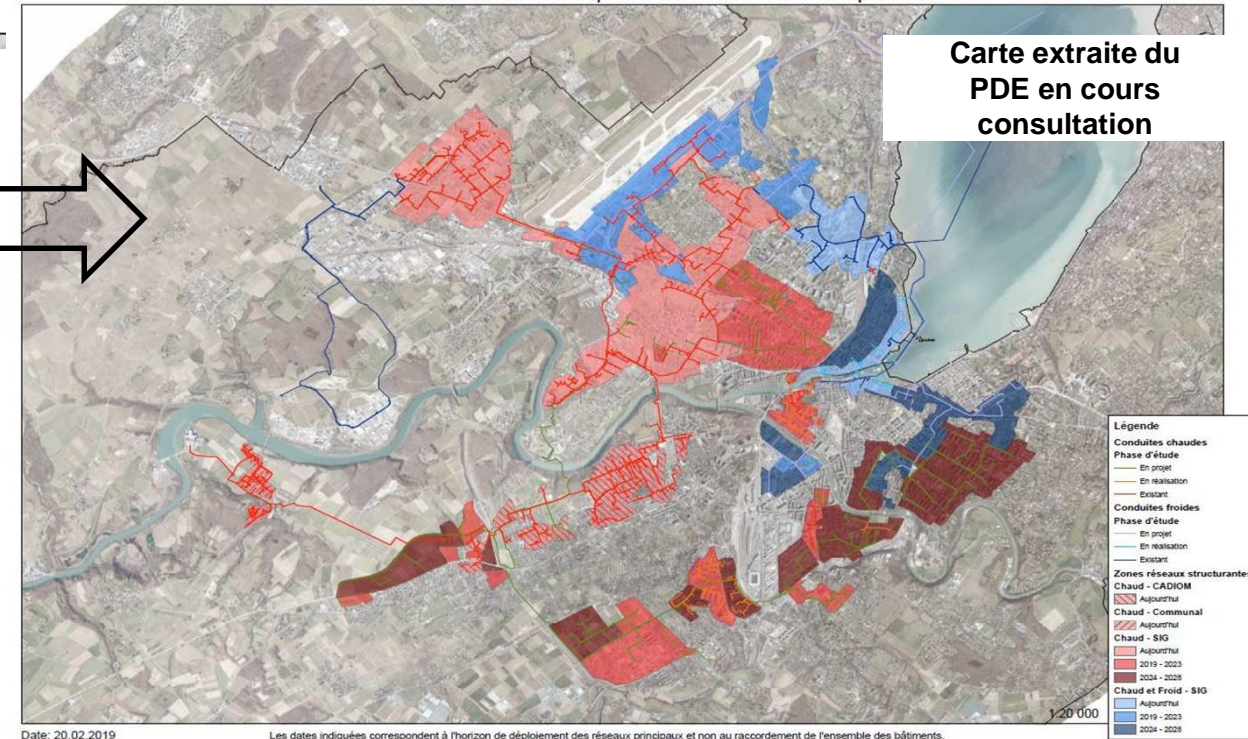 Carte extraite du
PDE en cours
consultation
Légende
Conduites chaudes
Phase d'étude
En projet
En réalisation
Existant
Conduites froides
Phase d'étude
En projet
En réalisation
Existant
Zones réseaux structurantes
Chaud - CADIOM
Aujourd'hui
Chaud - Communal
Aujourd'hui
Chaud - SIG
Aujourd'hui
2019 - 2023
2024 - 2028
Chaud et Froid - SIG
Aujourd'hui
2019 - 2023
2024 - 2028
1:20 000
Date: 20.02.2019
Les dates indiquées correspondent à l'horizon de déploiement des réseaux principaux et non au raccordement de l'ensemble des bâtiments.